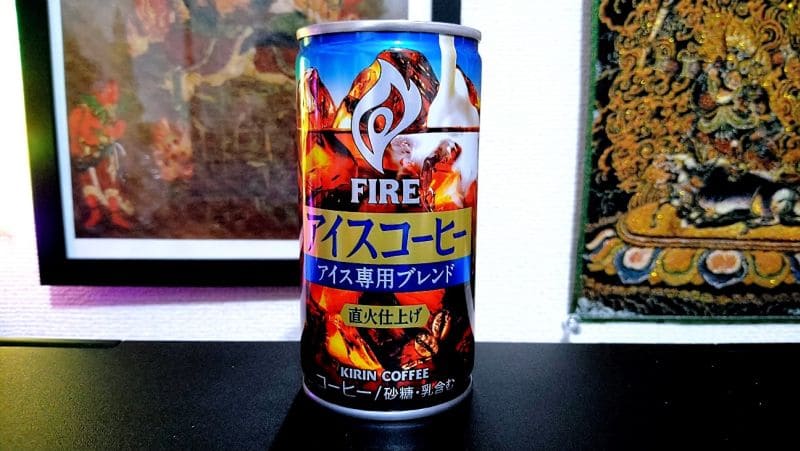 FIRE
アイスコーヒー
アイス専用ブレンド
直火仕上げ
KIRIN COFFEE
コーヒー/砂糖・乳含む